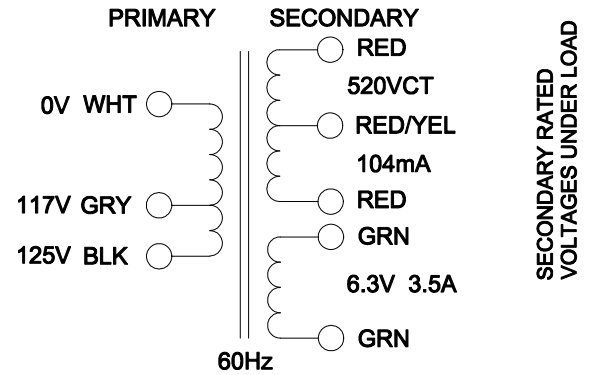 PRIMARY SECONDARY
RED
520VCT
0V WHT
RED/YEL
104mA
117V GRY
RED
GRN
125V BLK
6.3V 3.5A
GRN
60Hz
SECONDARY RATED
VOLTAGES UNDER LOAD